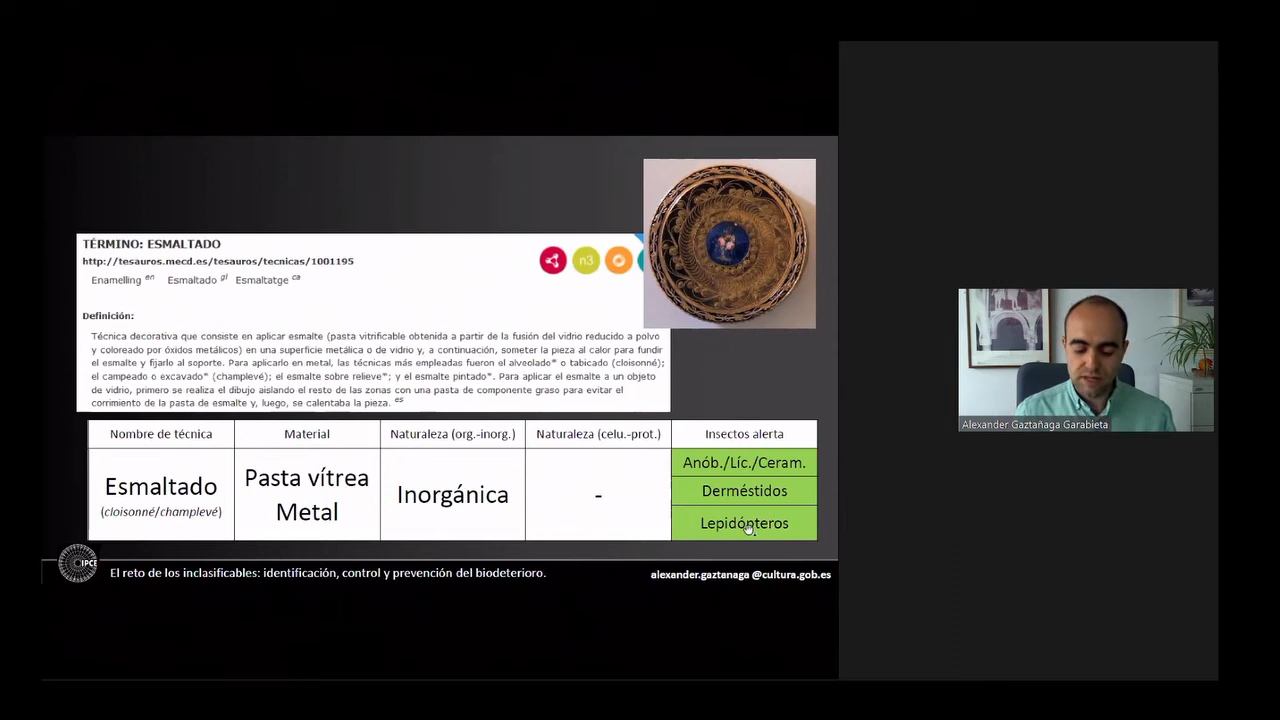 TÉRMINO: ESMALTADO
http://tesauros.mecd.es/tesauros/tecnicas/1001195
Enamelling en Esmaltado gl Esmaltatge ca
n3
Definición:
Técnica decorativa que consiste en aplicar esmalte (pasta vitrificable obtenida a partir de la fusión del vidrio reducido a polvo
y coloreado por óxidos metálicos) en una superficie metálica o de vidrio y, a continuación, someter la pieza al calor para fundir
el esmalte y fijarlo al soporte. Para aplicarlo en metal, las técnicas más empleadas fueron el alveolado* o tabicado (cloisonné);
el campeado o excavado* (champlevé); el esmalte sobre relieve*; y el esmalte pintado*. Para aplicar el esmalte a un objeto
de vidrio, primero se realiza el dibujo aislando el resto de las zonas con una pasta de componente graso para evitar el
corrimiento de la pasta de esmalte y, luego, se calentaba la pieza. es
Nombre de técnica Material Naturaleza (org.-inorg.) Naturaleza (celu.-prot.) Insectos alerta
Esmaltado
(cloisonné/champlevé)
Pasta vítrea
Metal
Inorgánica
-
Anób./Líc./Ceram.
Derméstidos
Lepidópteros
IPCE
El reto de los inclasificables: identificación, control y prevención del biodeterioro.
alexander.gaztanaga @cultura.gob.es
Alexander Gaztañaga Garabieta